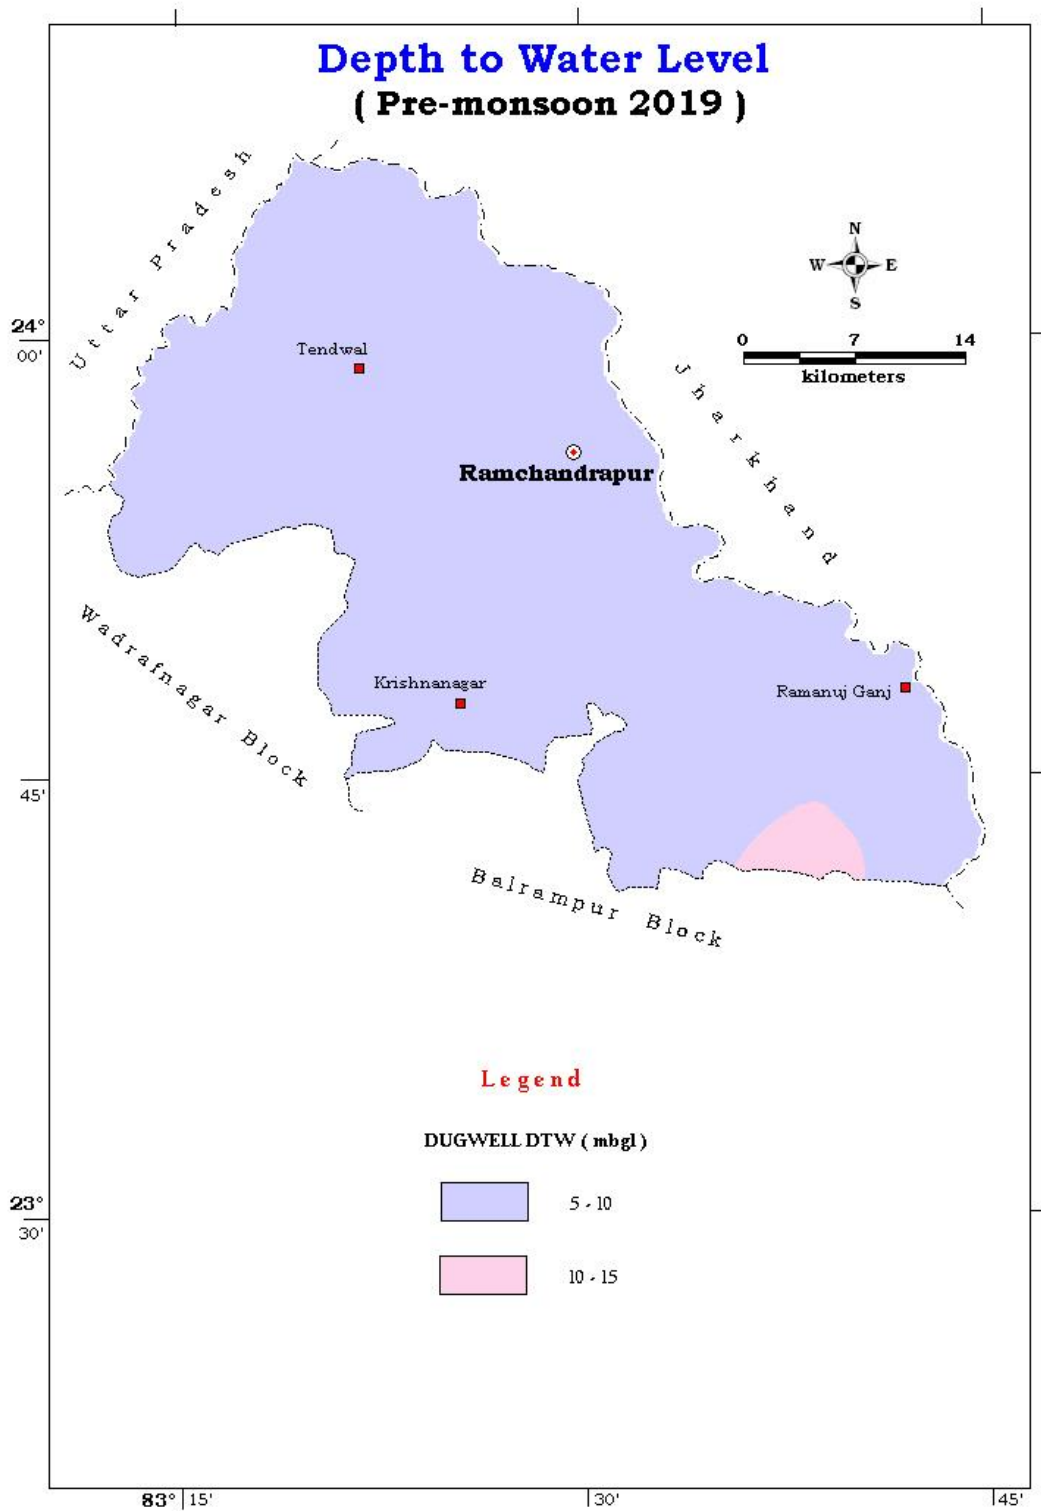 Depth to Water Level
( Pre-monsoon 2019 )
Uttar Pradesh
N
W E
S
24°
00'
0 7 14
kilometers
Tendwal
Jharkhand
Ramchandrapur
Wadrafnagar Block
Krishnanagar
Ramanuj Ganj
45'
Balrampur Block
Legend
DUGWELL DTW ( mbgl )
5 - 10
23°
30'
10 - 15
83° 15' 30' 45'